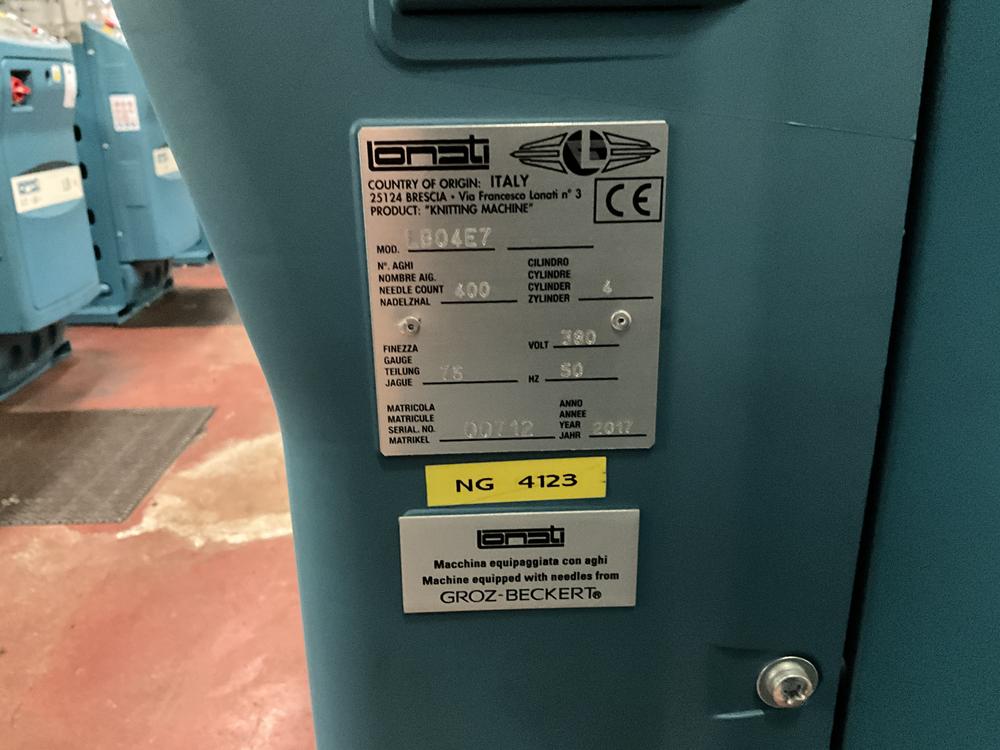 Lonati
L
COUNTRY OF ORIGIN: ITALY
25124 BRESCIA • Via Francesco Lonati n° 3
PRODUCT: "KNITTING MACHINE"
CE
MOD. LB04E7
N°. AGHI
NOMBRE AIG.
NEEDLE COUNT 400
NADELZHAL
CILINDRO
CYLINDRE
CYLINDER 4
ZYLINDER
FINEZZA
GAUGE
TEILUNG
JAGUE
VOLT 380
HZ 50
MATRICOLA
MATRICULE
SERIAL. NO. 00712
MATRIKEL
ANNO
ANNEE
YEAR 2017
JAHR
NG 4123
Lonati
Macchina equipaggiata con aghi
Machine equipped with needles from
GROZ-BECKERT®